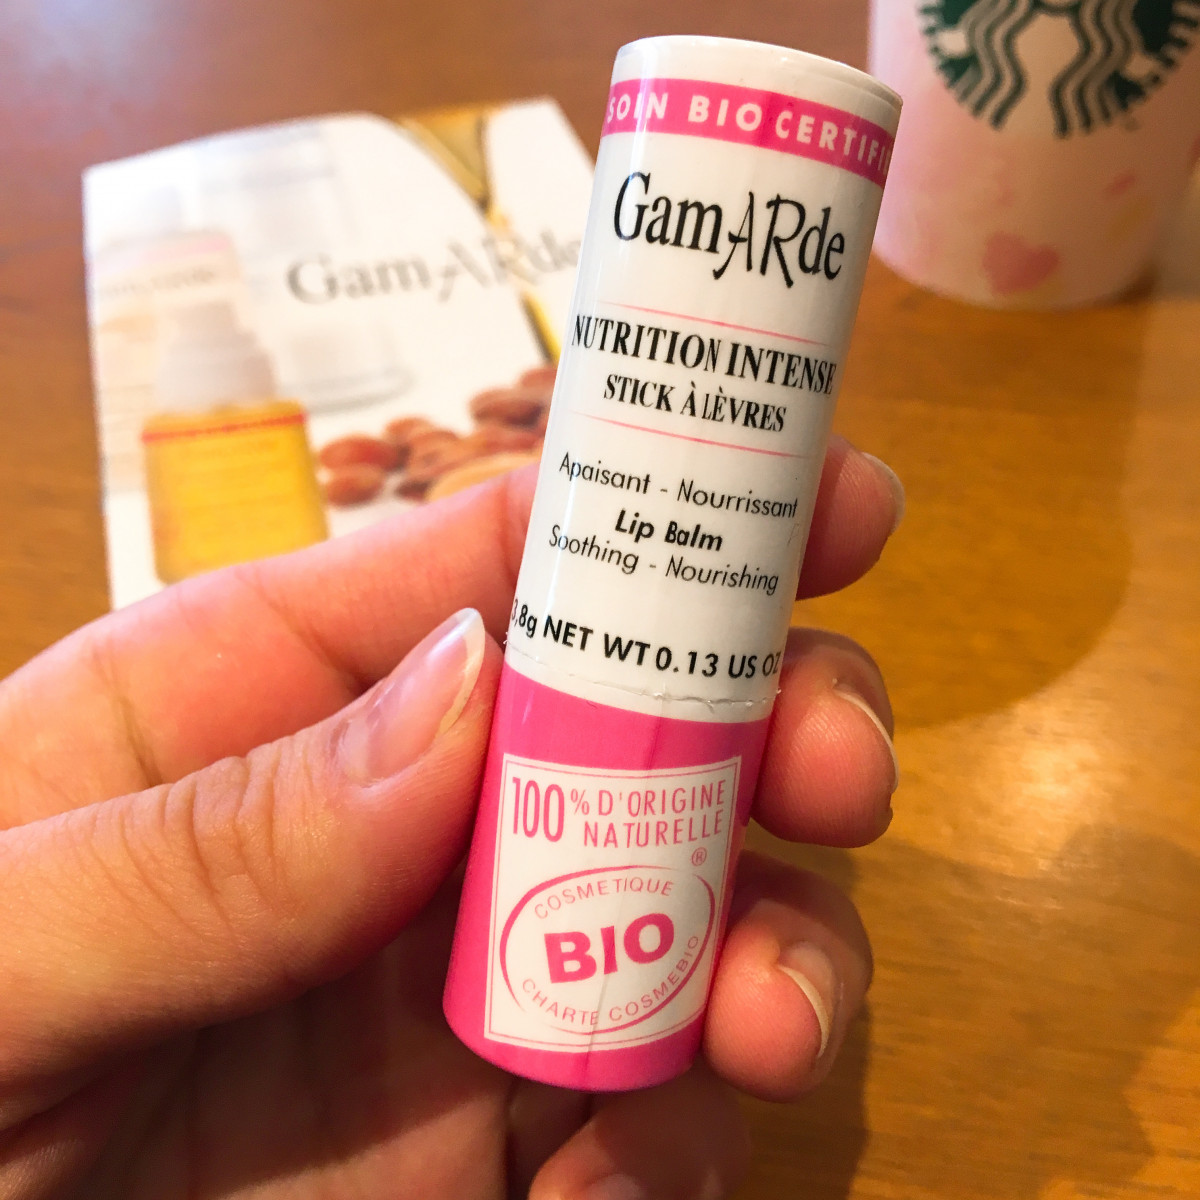 SOIN BIO CERTIFI
GamARde
NUTRITION INTENSE
STICK À LÈVRES
Apaisant - Nourrissant
Lip Balm
Soothing - Nourishing
3,8g NET WT 0.13 US OZ
100% D'ORIGINE
NATURELLE
®
COSMETIQUE
BIO
CHARTE COSMEBIO
GamARde